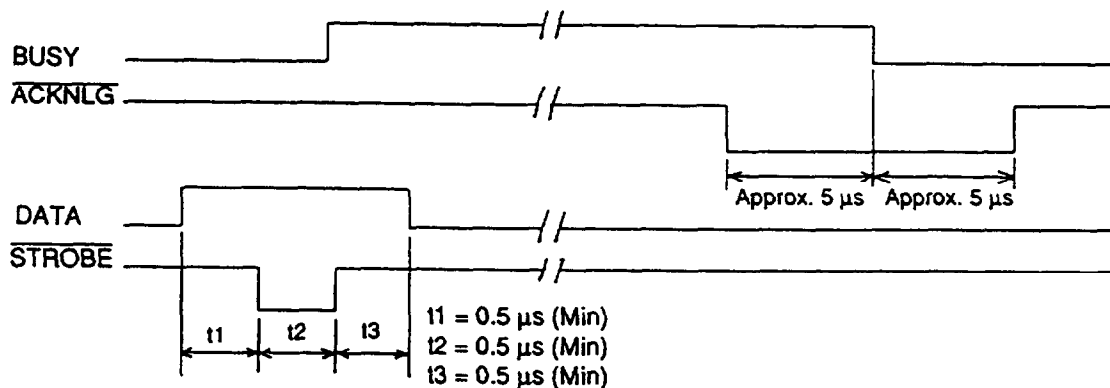 BUSY
ACKNLG
Approx. 5 µs Approx. 5 µs
DATA
STROBE
t1 t2 t3
t1 = 0.5 µs (Min)
t2 = 0.5 µs (Min)
t3 = 0.5 µs (Min)